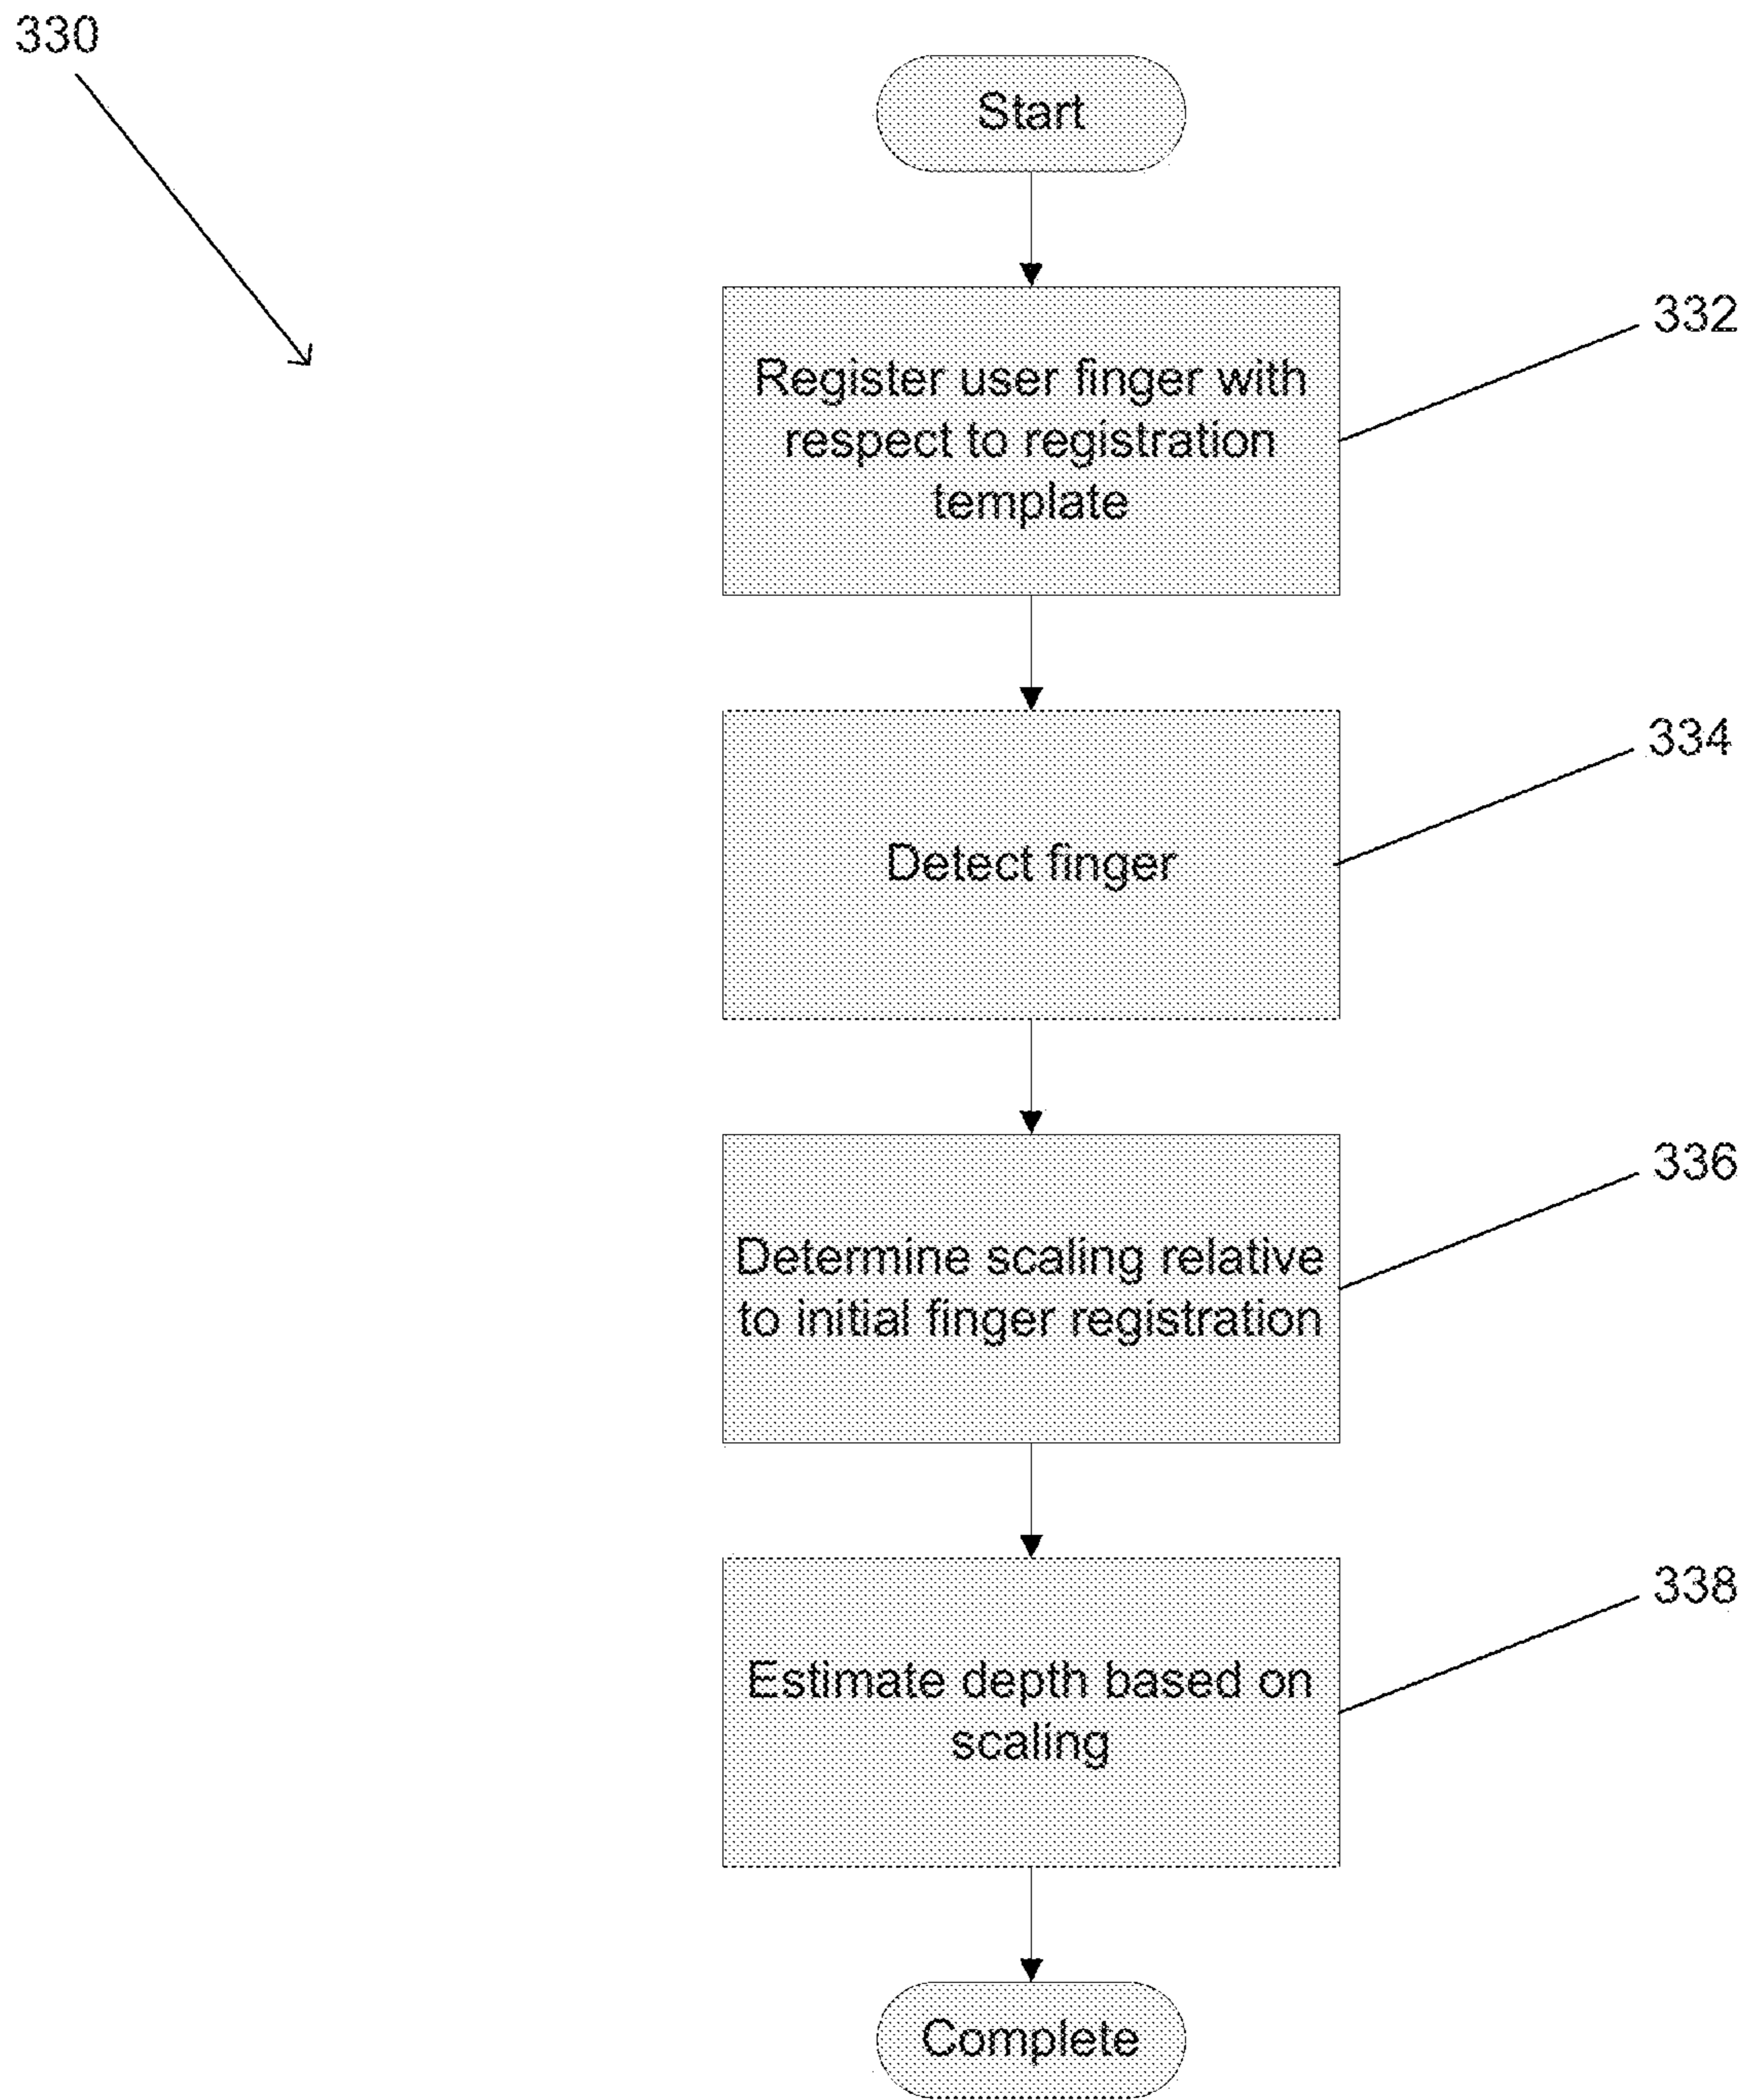 330
Start
Register user finger with
respect to registration
template
332
Detect finger
334
Determine scaling relative
to initial finger registration
336
Estimate depth based on
scaling
338
Complete